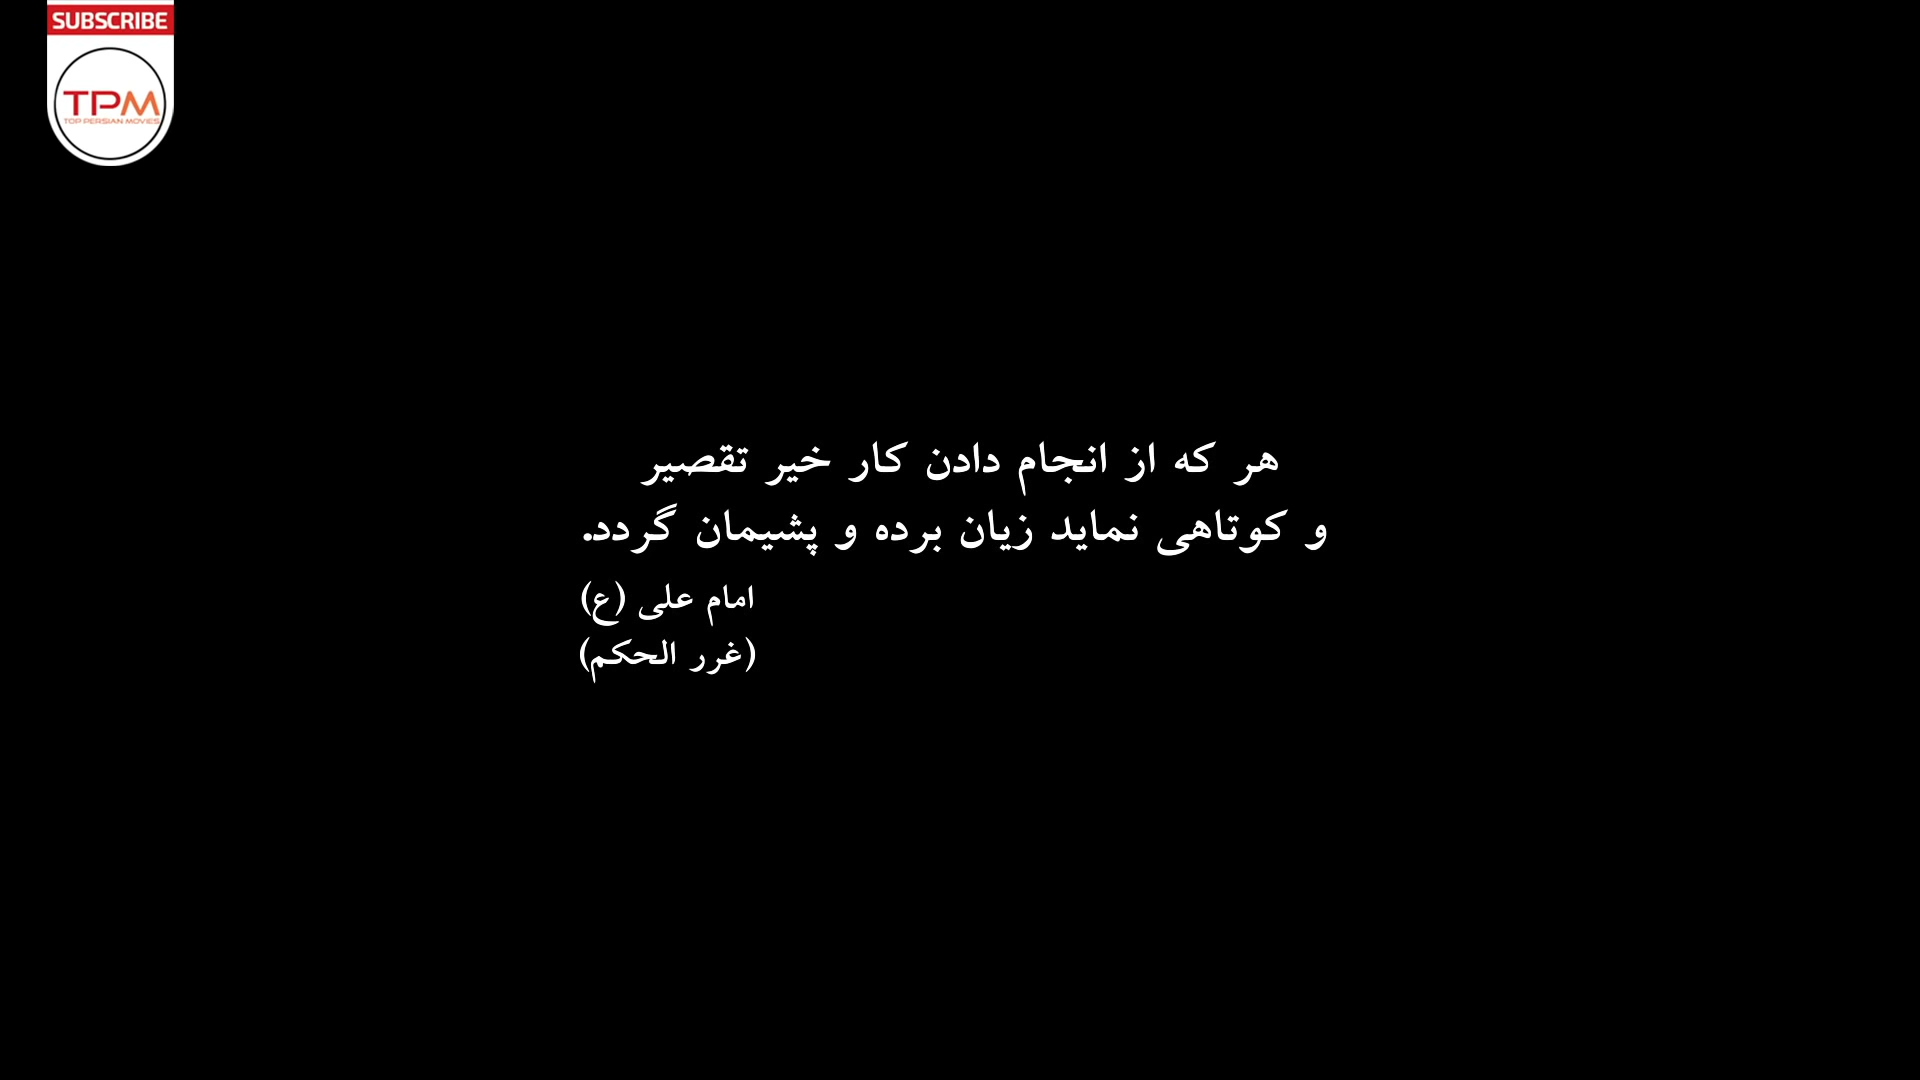 SUBSCRIBE
TPM
TOP PERSIAN MOVIES
هر که از انجام دادن کار خیر تقصیر
و کوتاهی نماید زیان برده و پشیمان گردد.
امام علی (ع)
(غرر الحکم)